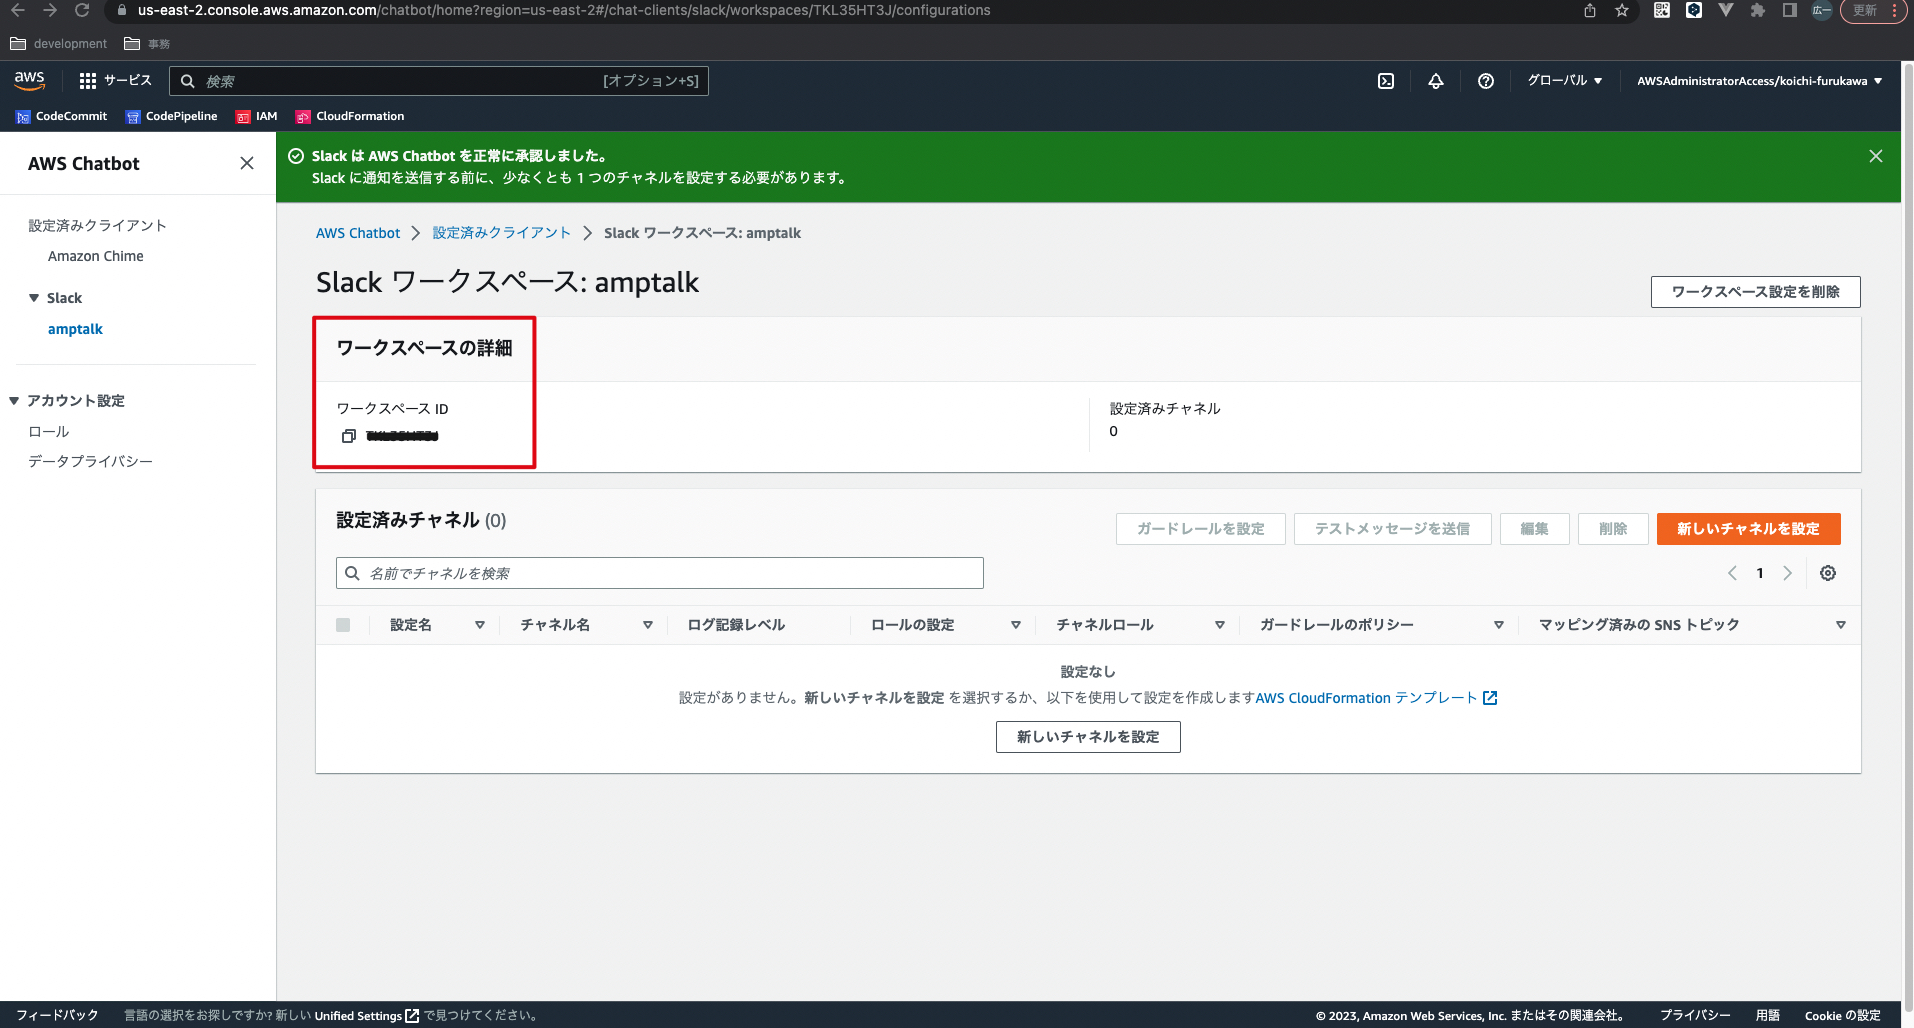 us-east-2.console.aws.amazon.com/chatbot/home?region=us-east-2#/chat-clients/slack/workspaces/TKL35HT3J/configurations
広一
更新
development
事務
aws
サービス
検索
[オプション+S]
グローバル
AWSAdministratorAccess/koichi-furukawa
CodeCommit
CodePipeline
IAM
CloudFormation
AWS Chatbot
設定済みクライアント
Amazon Chime
Slack
amptalk
アカウント設定
ロール
データプライバシー
Slack は AWS Chatbot を正常に承認しました。
Slack に通知を送信する前に、少なくとも 1 つのチャネルを設定する必要があります。
AWS Chatbot
設定済みクライアント
Slack ワークスペース: amptalk
Slack ワークスペース: amptalk
ワークスペース設定を削除
ワークスペースの詳細
ワークスペース ID
設定済みチャネル
0
設定済みチャネル (0)
ガードレールを設定
テストメッセージを送信
編集
削除
新しいチャネルを設定
名前でチャネルを検索
1
設定名
チャネル名
ログ記録レベル
ロールの設定
チャネルロール
ガードレールのポリシー
マッピング済みの SNS トピック
設定なし
設定がありません。新しいチャネルを設定 を選択するか、以下を使用して設定を作成しますAWS CloudFormation テンプレート
新しいチャネルを設定
フィードバック
言語の選択をお探しですか? 新しい Unified Settings で見つけてください。
© 2023, Amazon Web Services, Inc. またはその関連会社。
プライバシー
用語
Cookie の設定